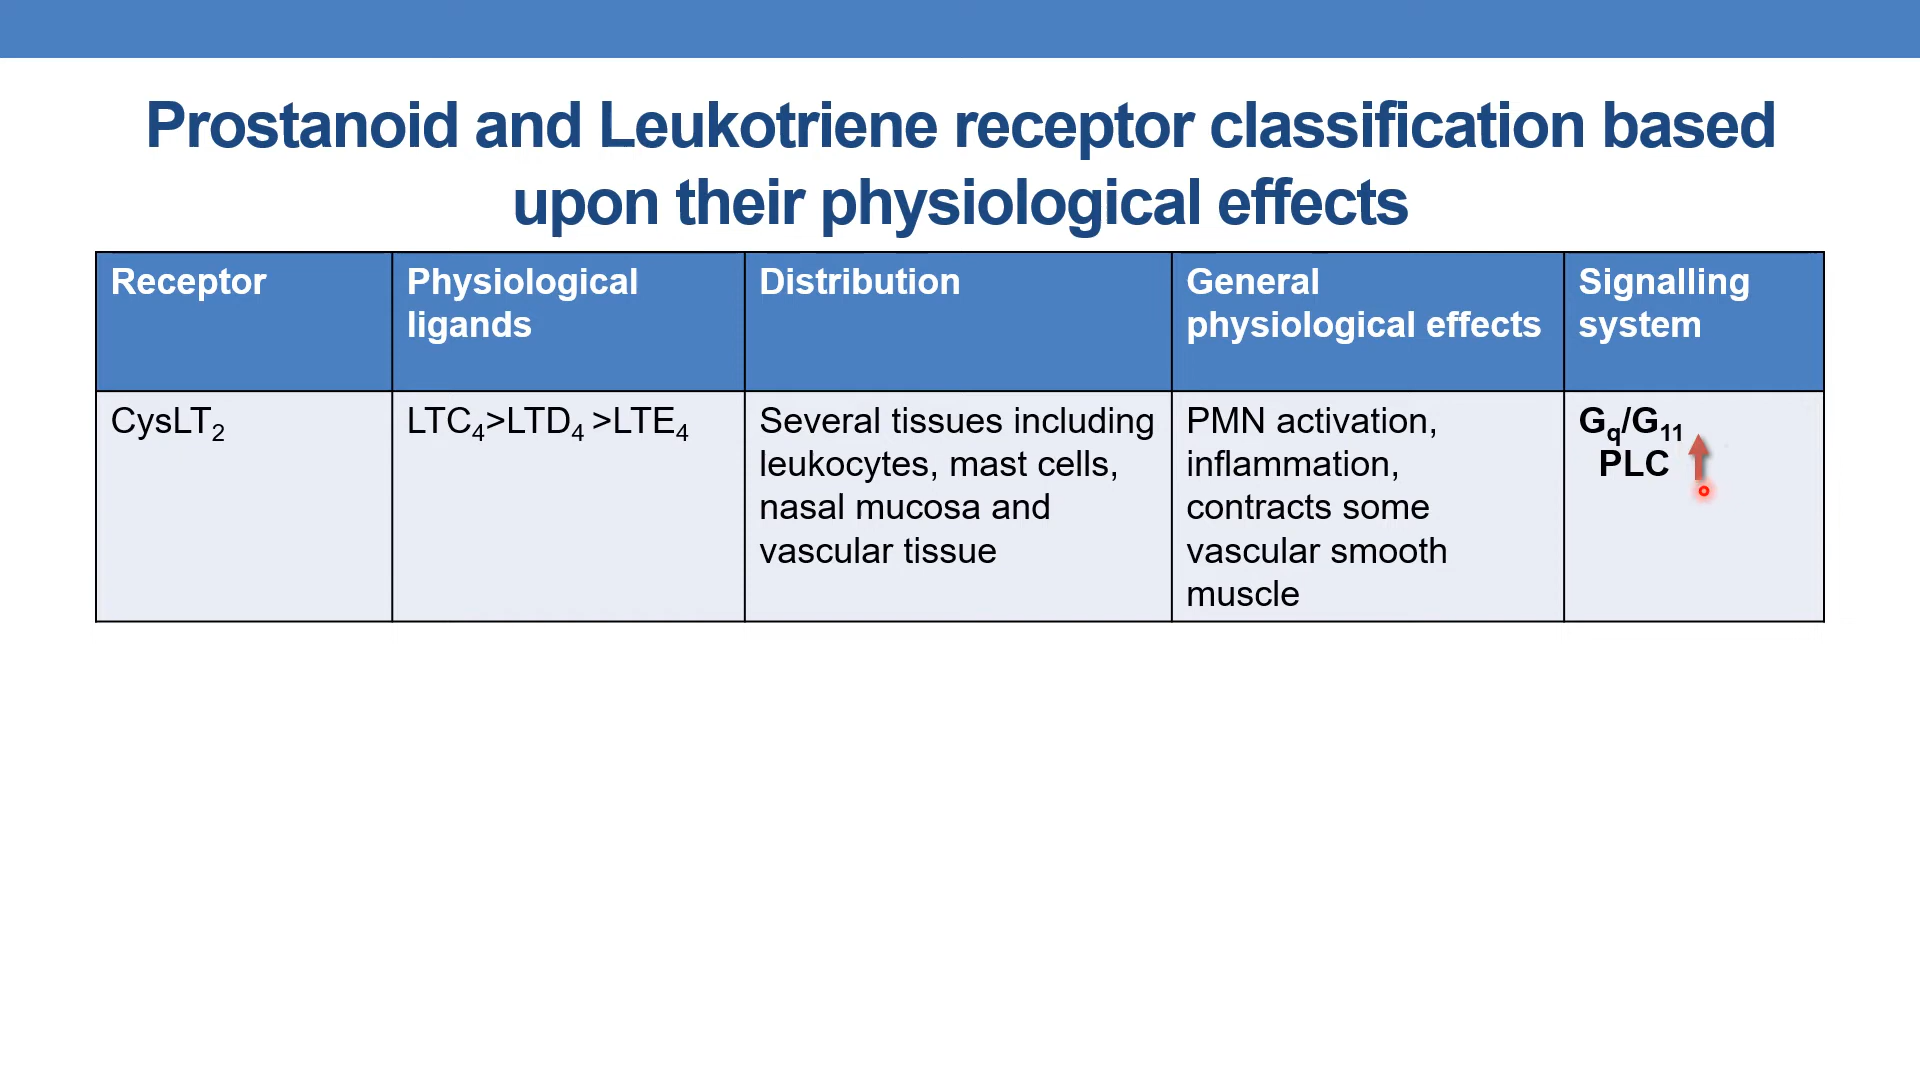 Prostanoid and Leukotriene receptor classification based
upon their physiological effects
Receptor
Physiological
ligands
Distribution
General
physiological effects
Signalling
system
CysLT₂
LTC₄>LTD₄ >LTE₄
Several tissues including
leukocytes, mast cells,
nasal mucosa and
vascular tissue
PMN activation,
inflammation,
contracts some
vascular smooth
muscle
Gq/G₁₁
PLC